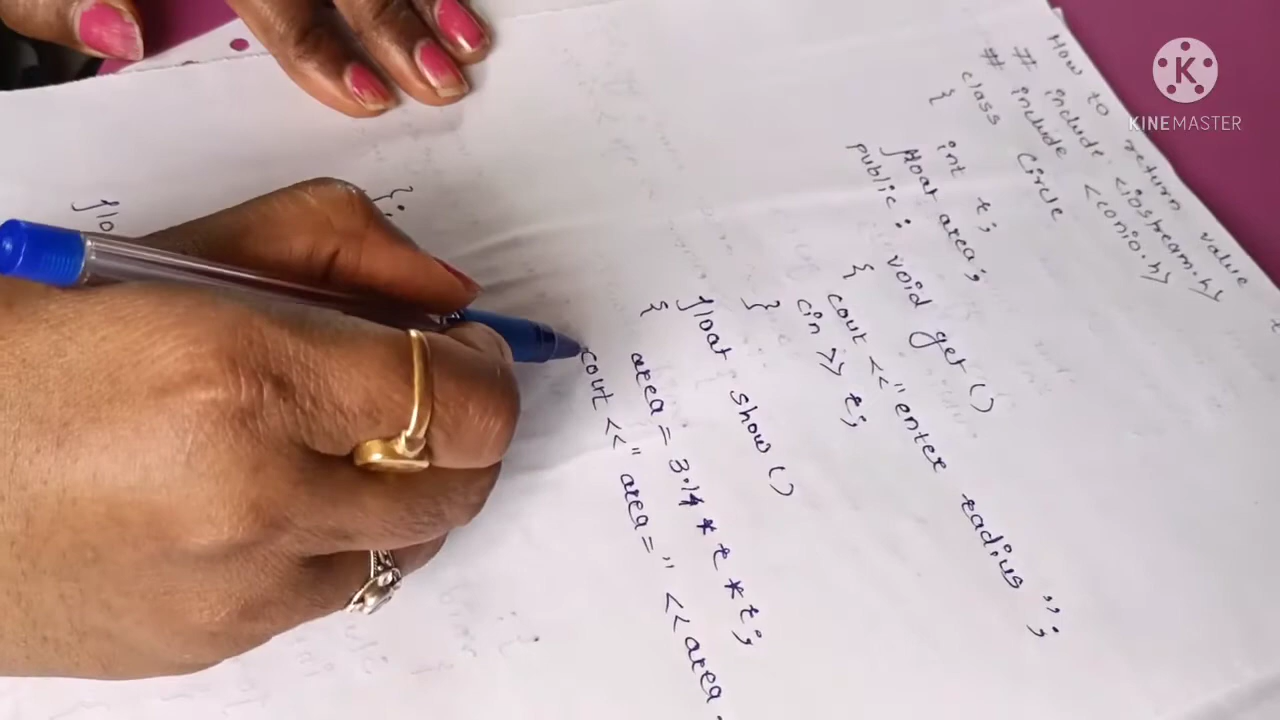 How to return value
# include <iostream.h>
# include <conio.h>
class Circle
{
int r;
float area;
public : void get ()
{
cout <<" enter radius ";
cin >> r;
}
float show ()
{
area = 3.14 * r * r;
cout << " area = " << area
};
flo
KINEMASTER